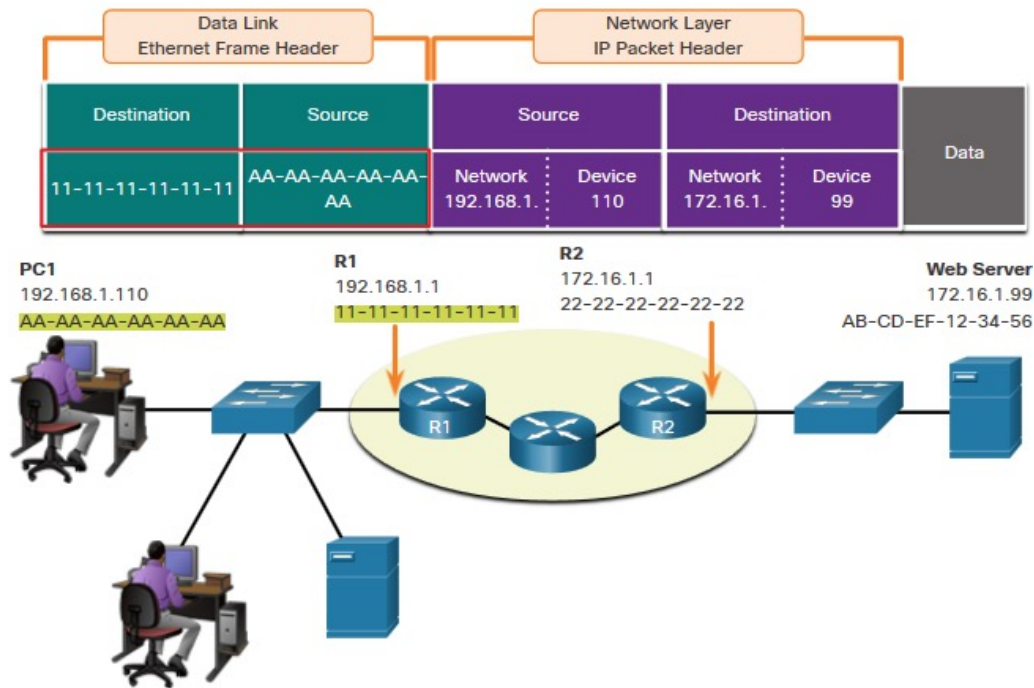 Data Link
Ethernet Frame Header
Network Layer
IP Packet Header
Destination
Source
Source
Destination
Data
11-11-11-11-11-11
AA-AA-AA-AA-AA-
AA
Network
192.168.1.
Device
110
Network
172.16.1.
Device
99
PC1
192.168.1.110
AA-AA-AA-AA-AA-AA
R1
192.168.1.1
11-11-11-11-11-11
R2
172.16.1.1
22-22-22-22-22-22
Web Server
172.16.1.99
AB-CD-EF-12-34-56
R1
R2